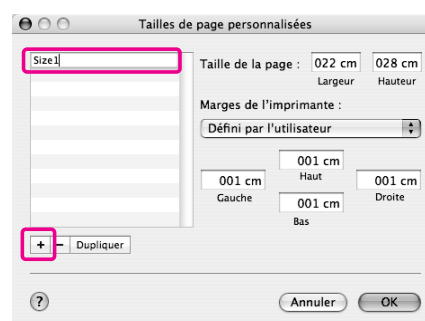 Tailles de page personnalisées
Size1
Taille de la page : 022 cm 028 cm
Largeur Hauteur
Marges de l'imprimante :
Défini par l'utilisateur
001 cm
Haut
001 cm 001 cm
Gauche Droite
001 cm
Bas
+ − Dupliquer
? Annuler OK